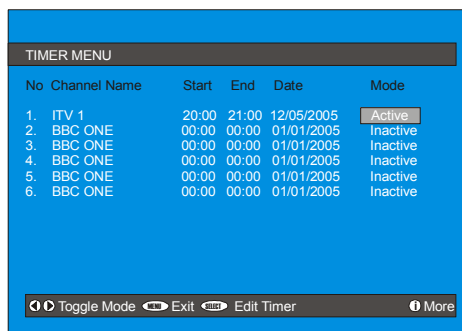 TIMER MENU
No Channel Name Start End Date Mode
1. ITV 1 20:00 21:00 12/05/2005 Active
2. BBC ONE 00:00 00:00 01/01/2005 Inactive
3. BBC ONE 00:00 00:00 01/01/2005 Inactive
4. BBC ONE 00:00 00:00 01/01/2005 Inactive
5. BBC ONE 00:00 00:00 01/01/2005 Inactive
6. BBC ONE 00:00 00:00 01/01/2005 Inactive
Toggle Mode MENU Exit SELECT Edit Timer i More